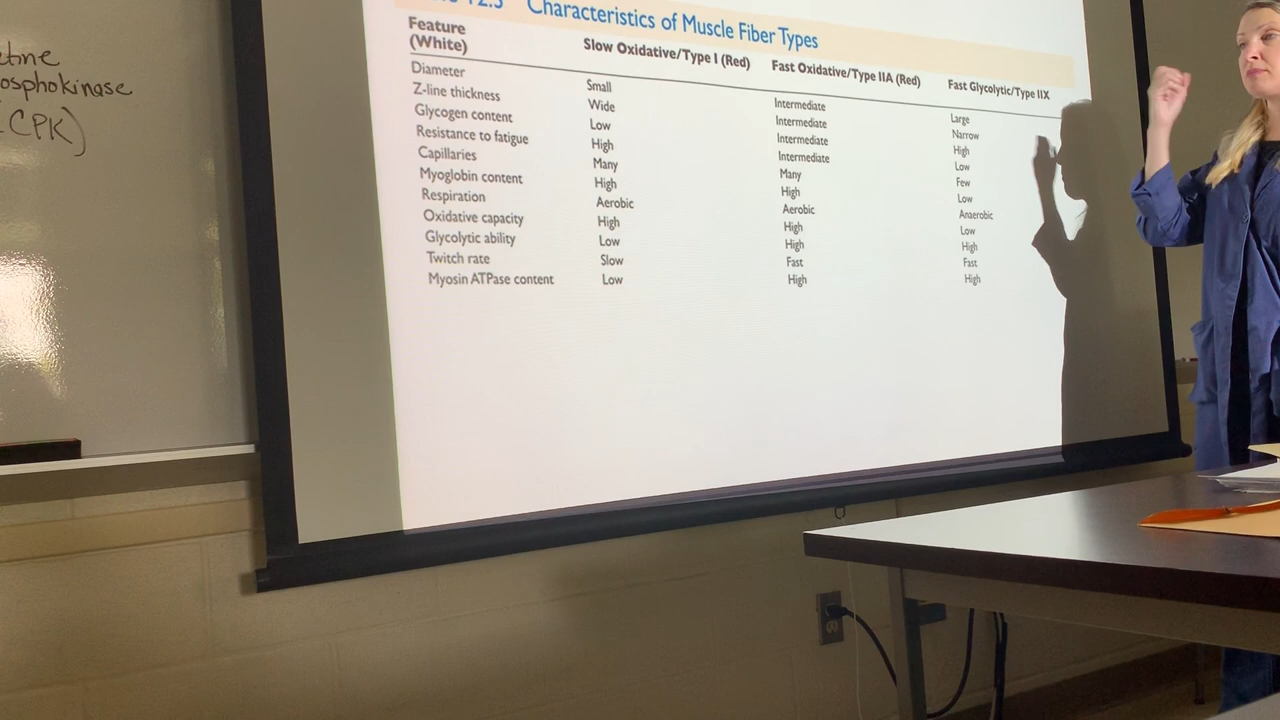 etine
osphokinase
CPK)
12.3 Characteristics of Muscle Fiber Types
Feature
(White) Slow Oxidative/Type I (Red) Fast Oxidative/Type IIA (Red) Fast Glycolytic/Type IIX
Diameter Small Intermediate Large
Z-line thickness Wide Intermediate Narrow
Glycogen content Low Intermediate High
Resistance to fatigue High Intermediate Low
Capillaries Many Many Few
Myoglobin content High High Low
Respiration Aerobic Aerobic Anaerobic
Oxidative capacity High High Low
Glycolytic ability Low High High
Twitch rate Slow Fast Fast
Myosin ATPase content Low High High